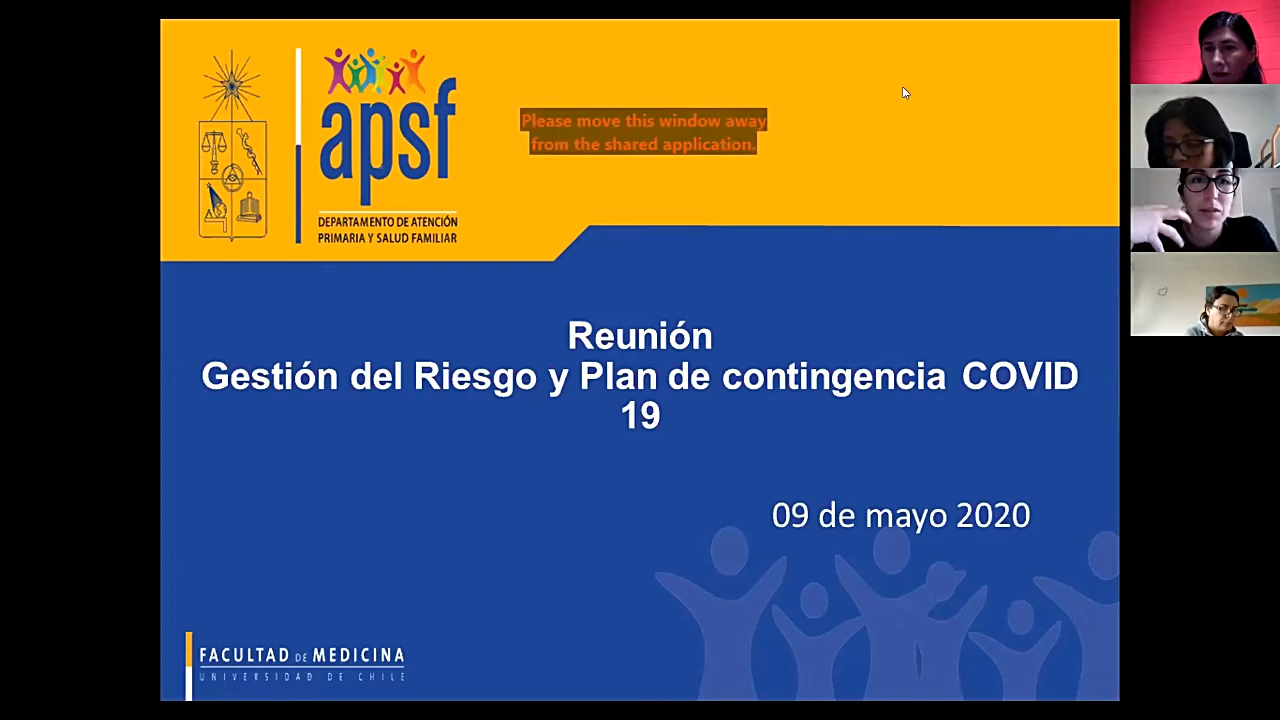 apsf
DEPARTAMENTO DE ATENCIÓN
PRIMARIA Y SALUD FAMILIAR
Please move this window away
from the shared application.
Reunión
Gestión del Riesgo y Plan de contingencia COVID
19
09 de mayo 2020
FACULTAD DE MEDICINA
UNIVERSIDAD DE CHILE